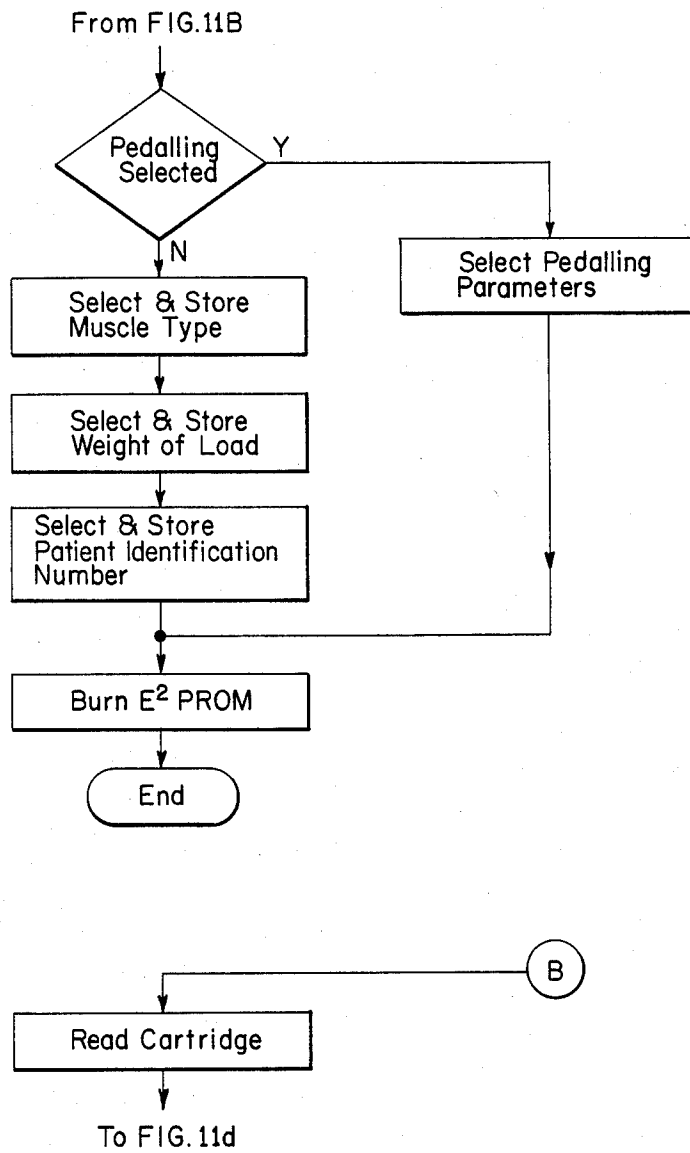 From FIG.11B
Pedalling
Selected
Y
N
Select Pedalling
Parameters
Select & Store
Muscle Type
Select & Store
Weight of Load
Select & Store
Patient Identification
Number
Burn E² PROM
End
B
Read Cartridge
To FIG.11d